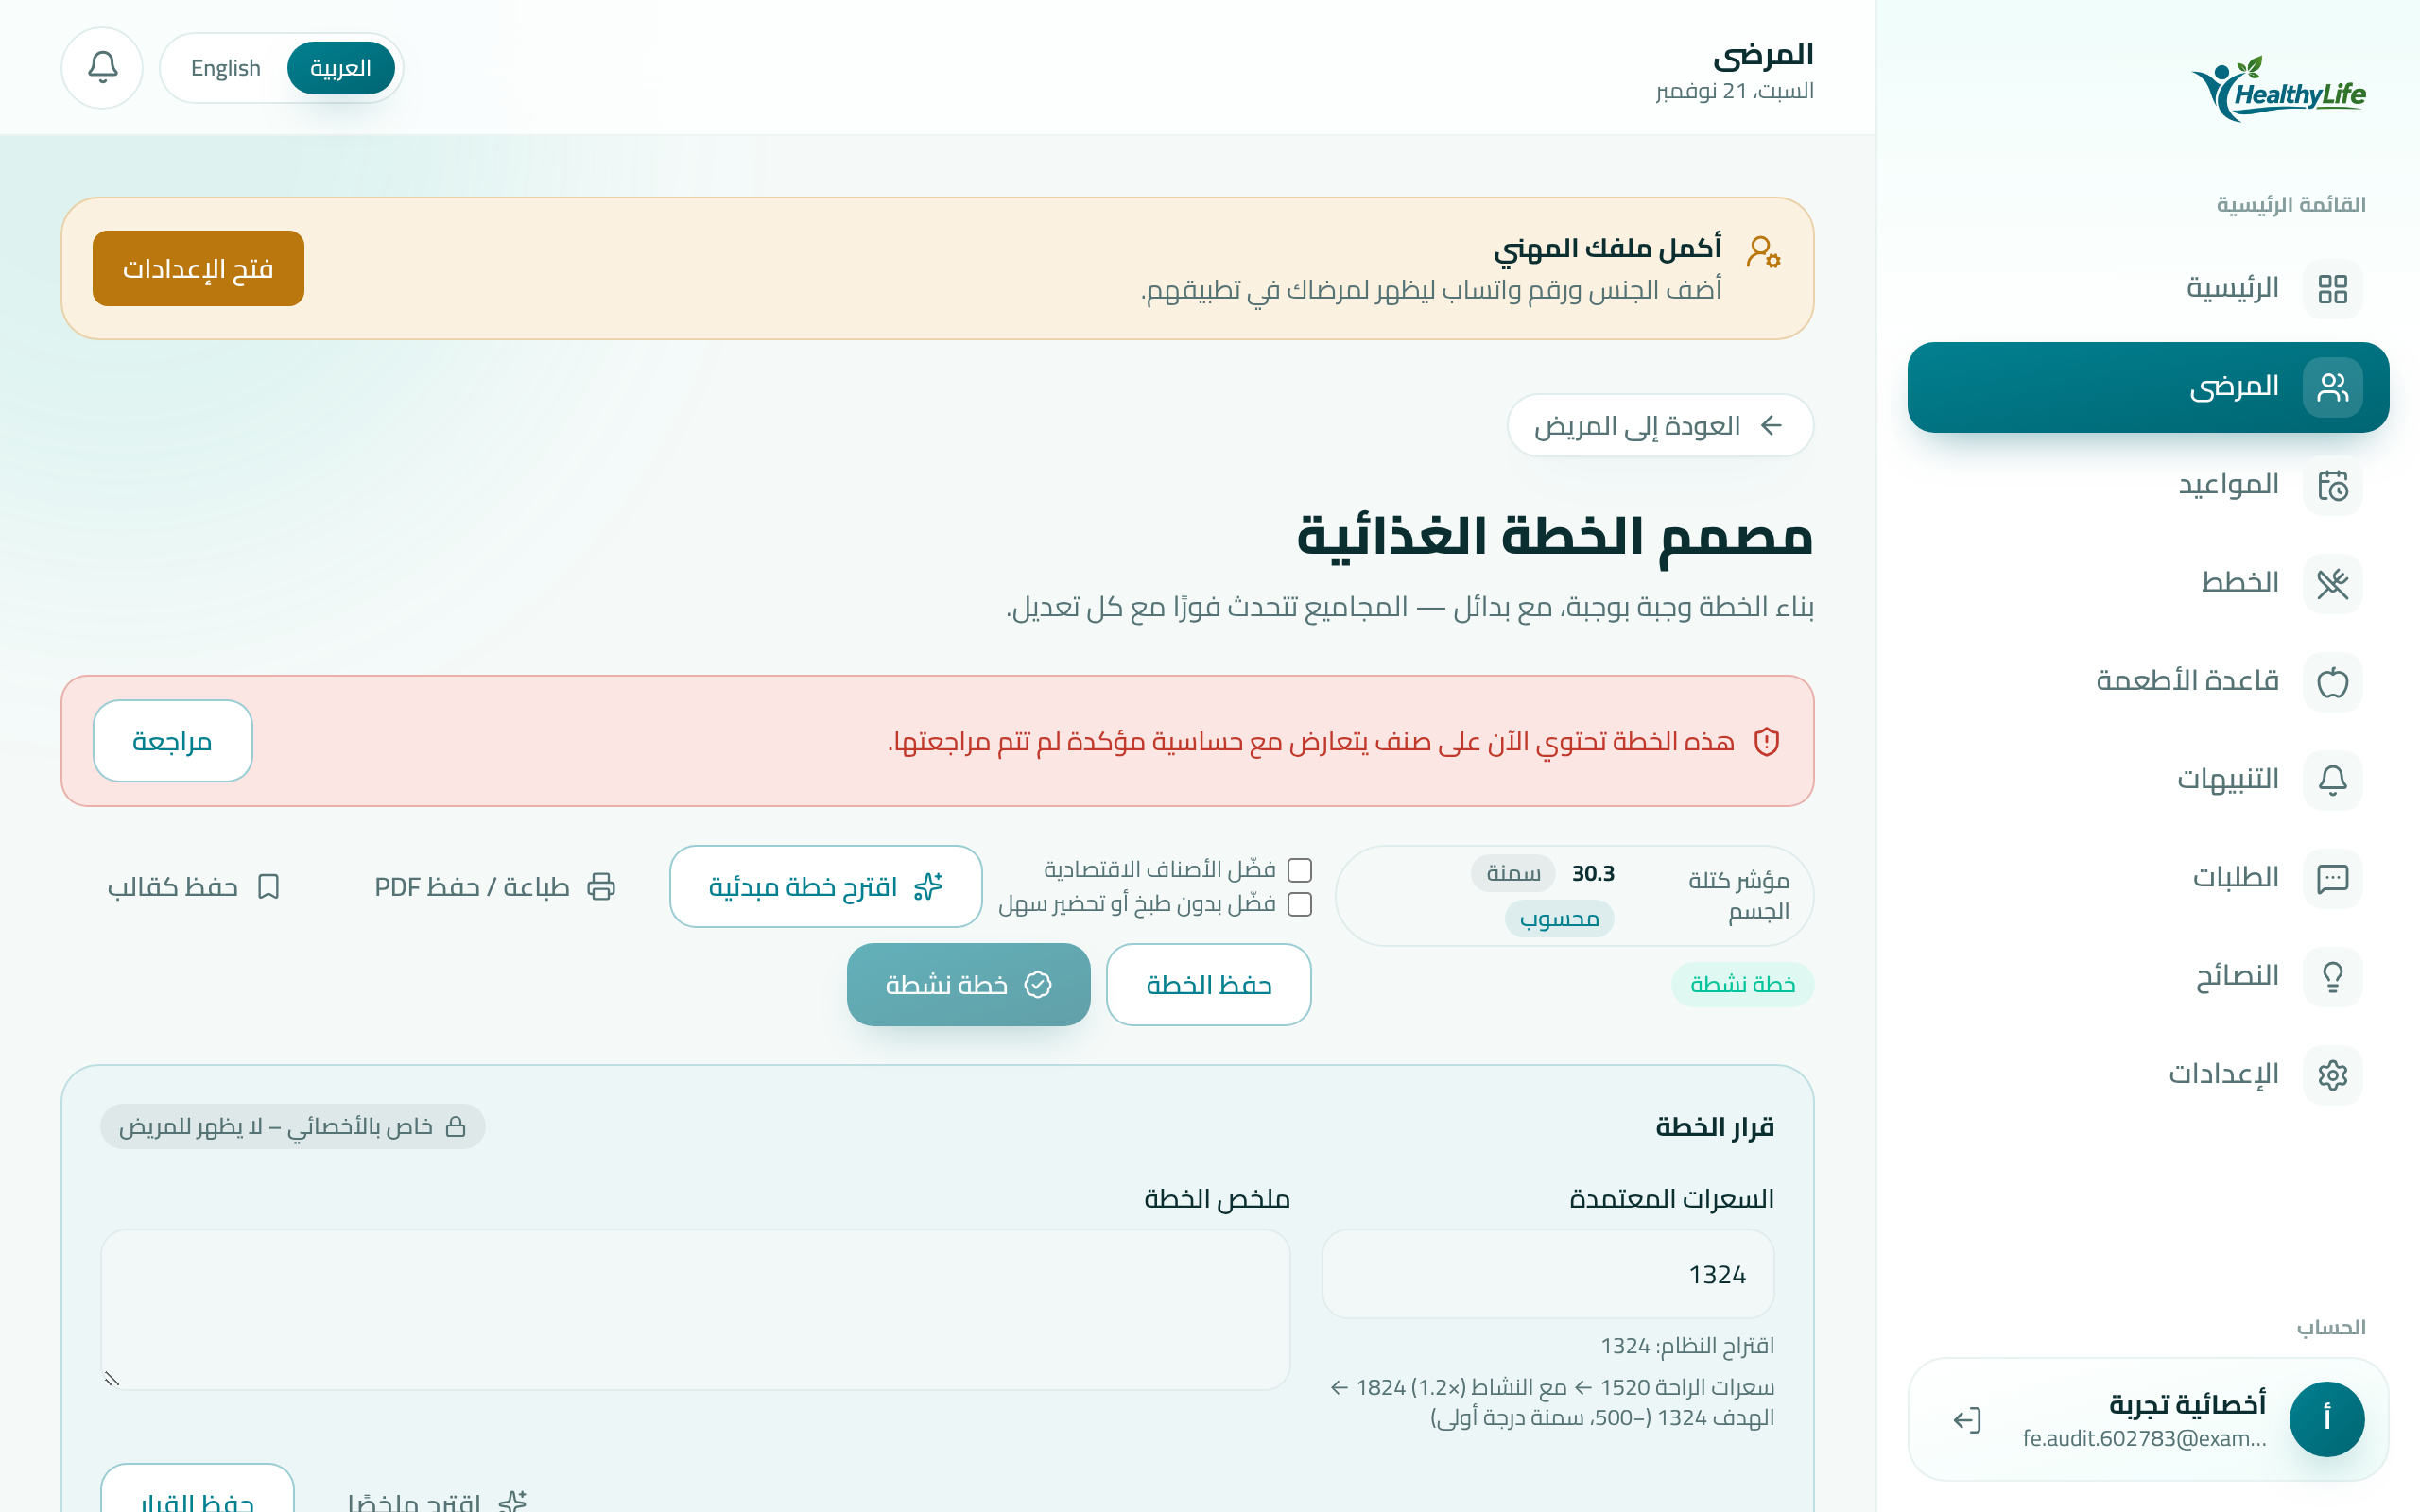 HealthyLife
القائمة الرئيسية
الرئيسية
المرضى
المواعيد
الخطط
قاعدة الأطعمة
التنبيهات
الطلبات
النصائح
الإعدادات
الحساب
أ
أخصائية تجربة
fe.audit.602783@exam...
المرضى
السبت، 21 نوفمبر
العربية
English
أكمل ملفك المهني
أضف الجنس ورقم واتساب ليظهر لمرضاك في تطبيقهم.
فتح الإعدادات
العودة إلى المريض
مصمم الخطة الغذائية
بناء الخطة وجبة بوجبة، مع بدائل — المجاميع تتحدث فورًا مع كل تعديل.
هذه الخطة تحتوي الآن على صنف يتعارض مع حساسية مؤكدة لم تتم مراجعتها.
مراجعة
مؤشر كتلة
الجسم
30.3
سمنة
محسوب
فضّل الأصناف الاقتصادية
فضّل بدون طبخ أو تحضير سهل
اقترح خطة مبدئية
طباعة / حفظ PDF
حفظ كقالب
خطة نشطة
حفظ الخطة
خطة نشطة
قرار الخطة
خاص بالأخصائي – لا يظهر للمريض
السعرات المعتمدة
1324
اقتراح النظام: 1324
سعرات الراحة 1520 ← مع النشاط (×1.2) 1824 ←
الهدف 1324 (−500، سمنة درجة أولى)
ملخص الخطة
اقترح ملخصًا
حفظ القرار